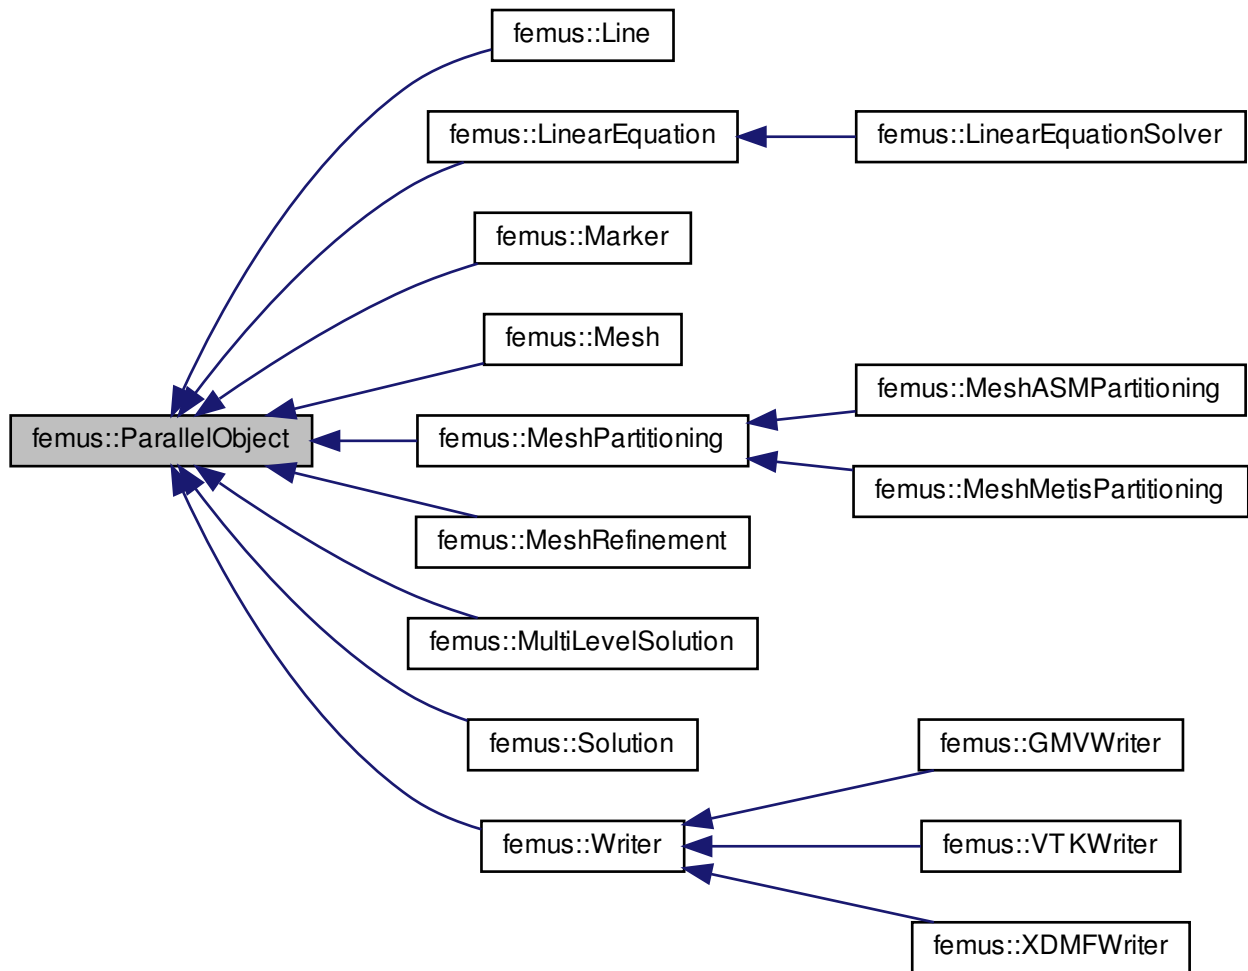 femus::Line
femus::LinearEquation
femus::LinearEquationSolver
femus::Marker
femus::Mesh
femus::MeshASMPartitioning
femus::ParallelObject
femus::MeshPartitioning
femus::MeshMetisPartitioning
femus::MeshRefinement
femus::MultiLevelSolution
femus::Solution
femus::GMVWriter
femus::Writer
femus::VTKWriter
femus::XDMFWriter